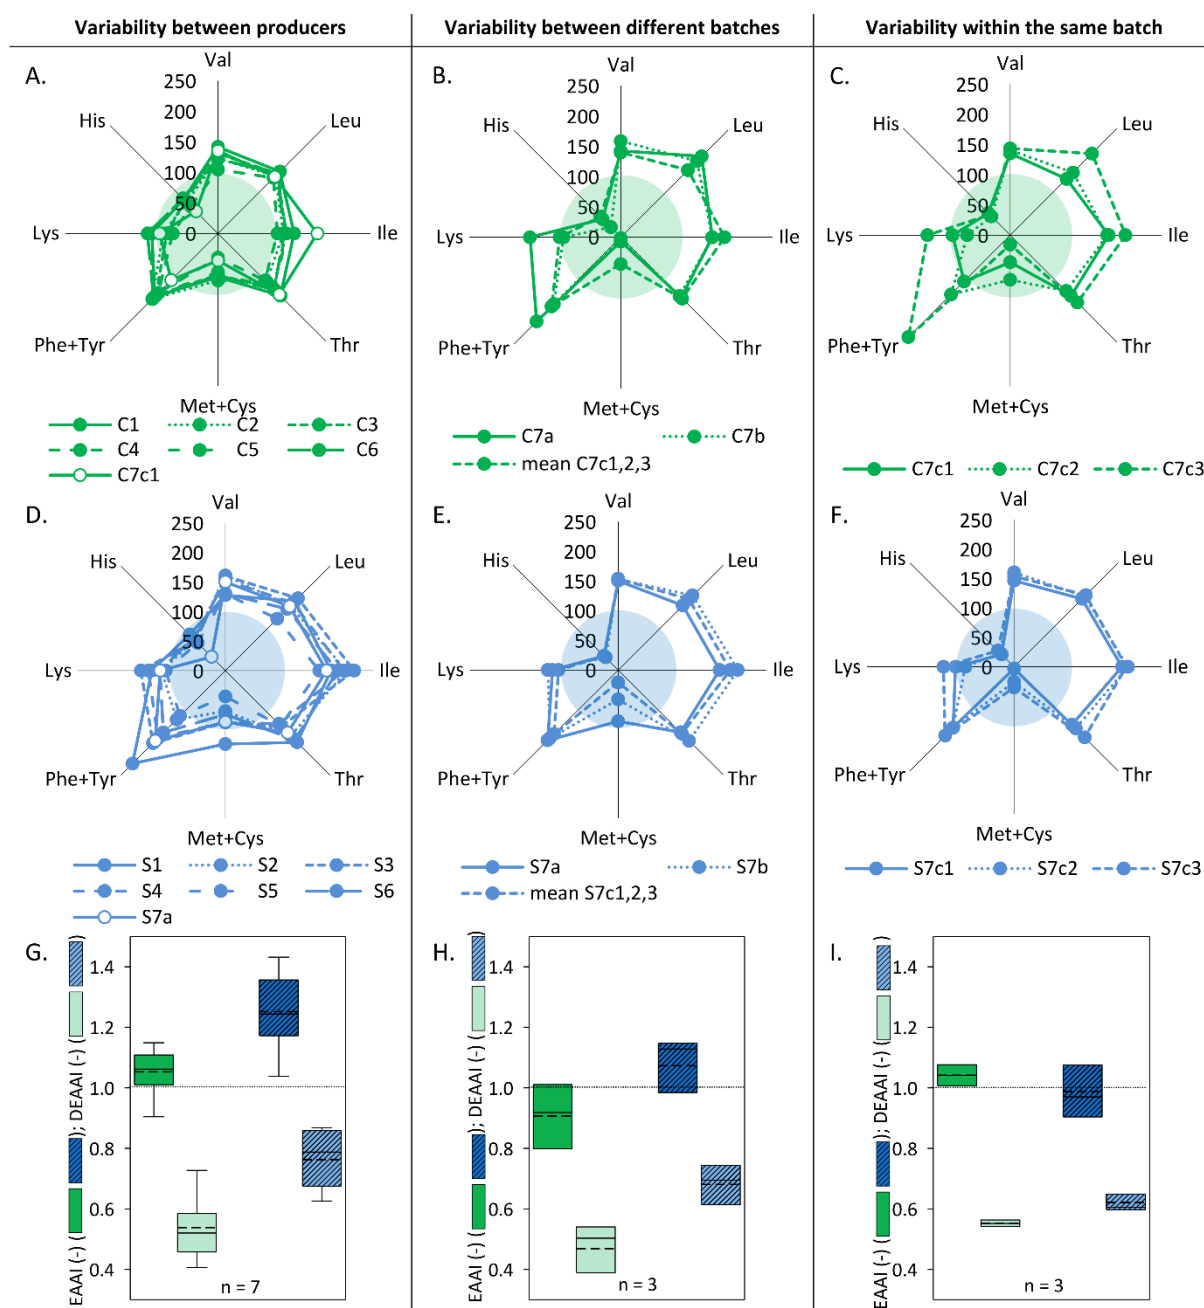 Variability between producers
Variability between different batches
Variability within the same batch
A.
Val
250
200
150
100
50
0
His
Leu
Lys
Ile
Phe+Tyr
Thr
Met+Cys
C1
C2
C3
C4
C5
C6
C7c1
B.
Val
250
200
150
100
50
0
His
Leu
Lys
Ile
Phe+Tyr
Thr
Met+Cys
C7a
C7b
mean C7c1,2,3
C.
Val
250
200
150
100
50
0
His
Leu
Lys
Ile
Phe+Tyr
Thr
Met+Cys
C7c1
C7c2
C7c3
D.
Val
250
200
150
100
50
0
His
Leu
Lys
Ile
Phe+Tyr
Thr
Met+Cys
S1
S2
S3
S4
S5
S6
S7a
E.
Val
250
200
150
100
50
0
His
Leu
Lys
Ile
Phe+Tyr
Thr
Met+Cys
S7a
S7b
mean S7c1,2,3
F.
Val
250
200
150
100
50
0
His
Leu
Lys
Ile
Phe+Tyr
Thr
Met+Cys
S7c1
S7c2
S7c3
G.
EAAI (-) ( ); DEAAI (-) ( )
1.4
1.2
1.0
0.8
0.6
0.4
n = 7
H.
EAAI (-) ( ); DEAAI (-) ( )
1.4
1.2
1.0
0.8
0.6
0.4
n = 3
I.
EAAI (-) ( ); DEAAI (-) ( )
1.4
1.2
1.0
0.8
0.6
0.4
n = 3